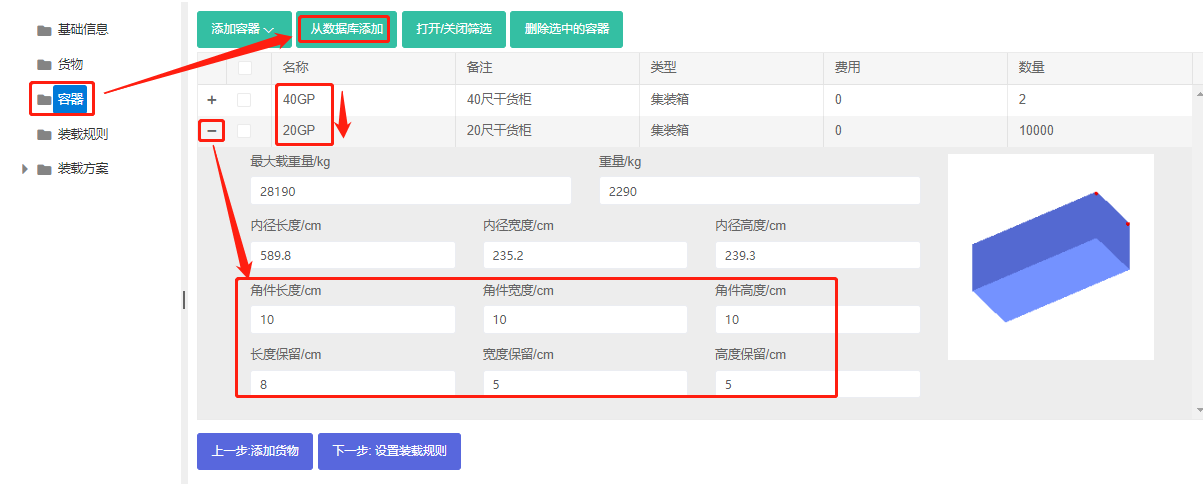 基础信息
货物
容器
装载规则
装载方案
添加容器 从数据库添加 打开/关闭筛选 删除选中的容器
名称 备注 类型 费用 数量
+ 40GP 40尺干货柜 集装箱 0 2
− 20GP 20尺干货柜 集装箱 0 10000
最大载重量/kg 重量/kg
28190 2290
内径长度/cm 内径宽度/cm 内径高度/cm
589.8 235.2 239.3
角件长度/cm 角件宽度/cm 角件高度/cm
10 10 10
长度保留/cm 宽度保留/cm 高度保留/cm
8 5 5
上一步:添加货物 下一步: 设置装载规则